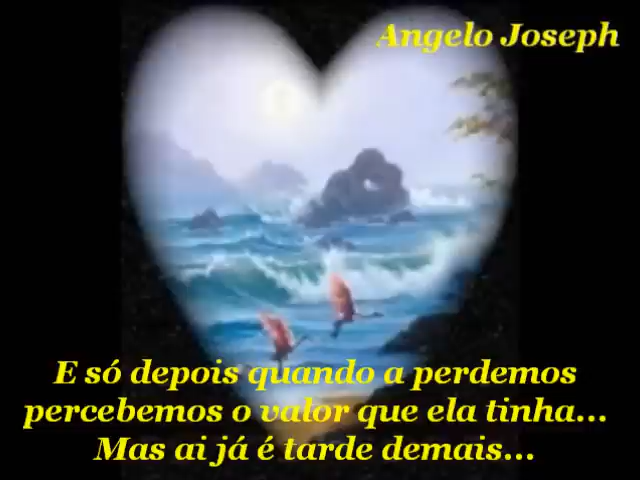 Angelo Joseph
E só depois quando a perdemos
percebemos o valor que ela tinha...
Mas ai já é tarde demais...